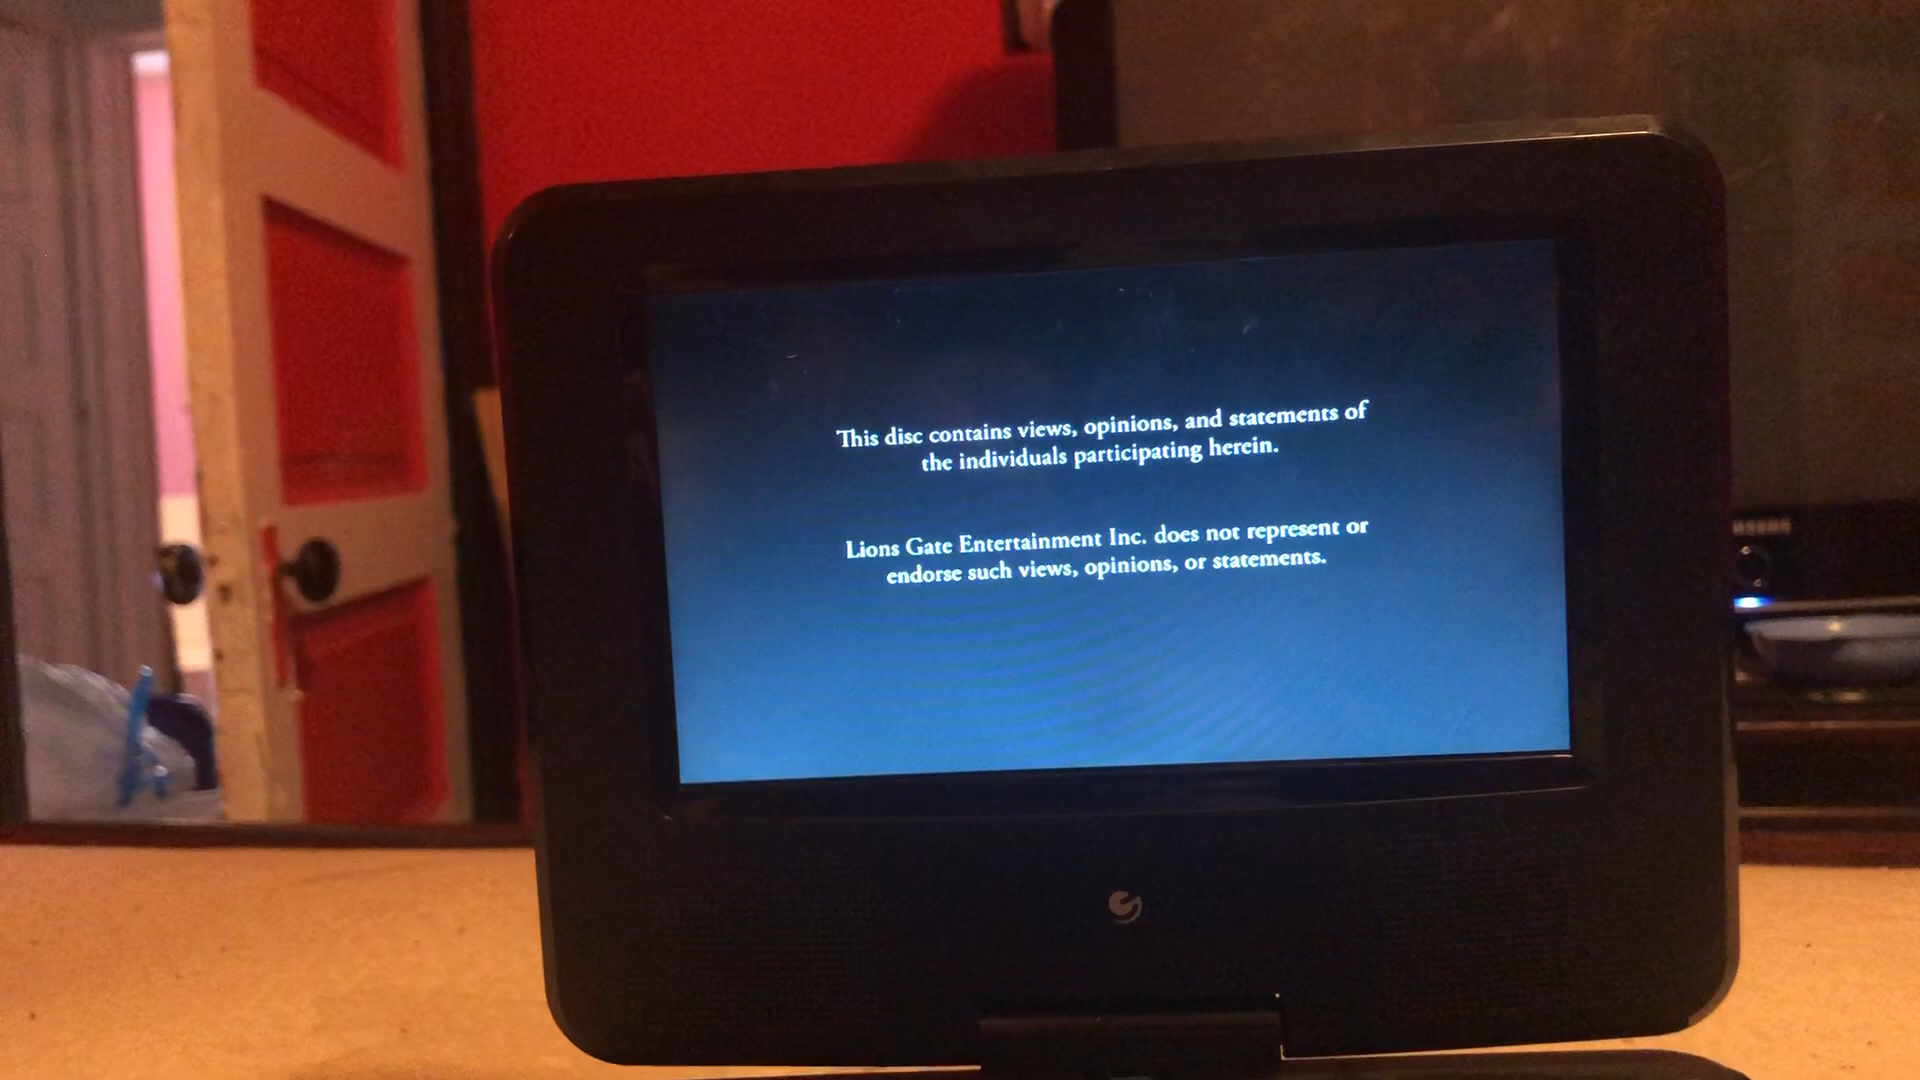 This disc contains views, opinions, and statements of
the individuals participating herein.
Lions Gate Entertainment Inc. does not represent or
endorse such views, opinions, or statements.